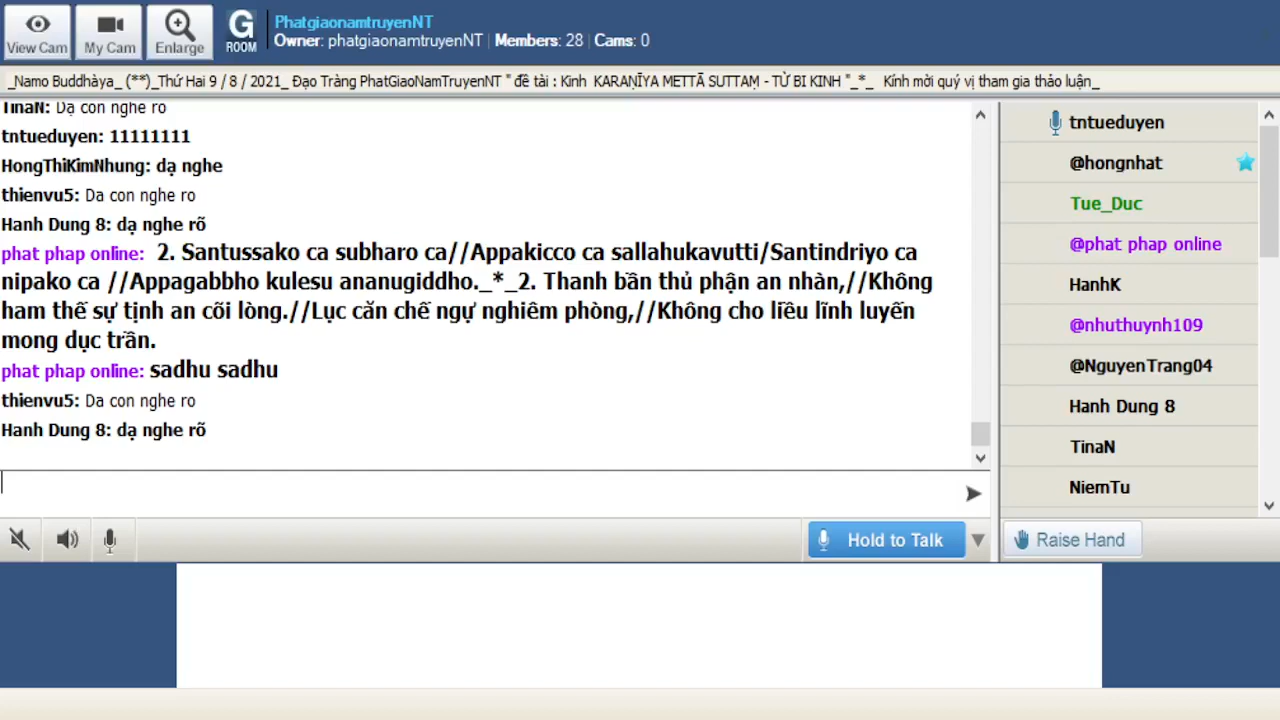 View Cam
My Cam
Enlarge
G
ROOM
PhatgiaonamtruyenNT
Owner: phatgiaonamtruyenNT | Members: 28 | Cams: 0
_Namo Buddhàya_ (**)_Thứ Hai 9 / 8 / 2021_ Đạo Tràng PhatGiaoNamTruyenNT " đề tài : Kinh KARAṆĪYA METTĀ SUTTAṂ - TỪ BI KINH "_*_ Kính mời quý vị tham gia thảo luận_
TinaN: Dạ con nghe ro
tntueduyen: 11111111
HongThiKimNhung: dạ nghe
thienvu5: Da con nghe ro
Hanh Dung 8: dạ nghe rõ
phat phap online: 2. Santussako ca subharo ca//Appakicco ca sallahukavutti/Santindriyo ca
nipako ca //Appagabbho kulesu ananugiddho._*_2. Thanh bần thủ phận an nhàn,//Không
ham thế sự tịnh an cõi lòng.//Lục căn chế ngự nghiêm phòng,//Không cho liều lĩnh luyến
mong dục trần.
phat phap online: sadhu sadhu
thienvu5: Da con nghe ro
Hanh Dung 8: dạ nghe rõ
Hold to Talk
tntueduyen
@hongnhat
Tue_Duc
@phat phap online
HanhK
@nhuthuynh109
@NguyenTrang04
Hanh Dung 8
TinaN
NiemTu
Raise Hand